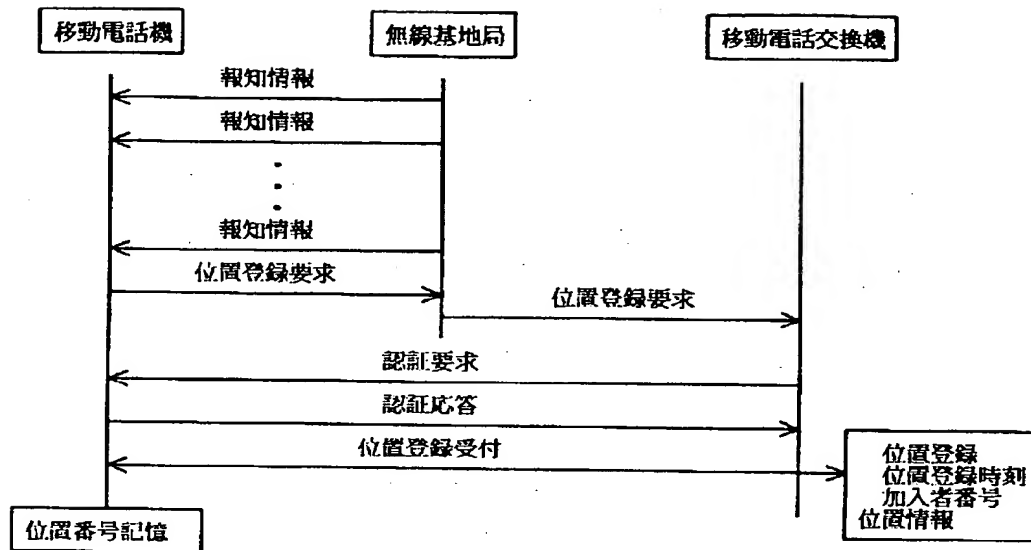 移動電話機
無線基地局
移動電話交換機
報知情報
報知情報
報知情報
位置登録要求
位置登録要求
認証要求
認証応答
位置登録受付
位置登録
位置登録時刻
加入者番号
位置情報
位置番号記憶